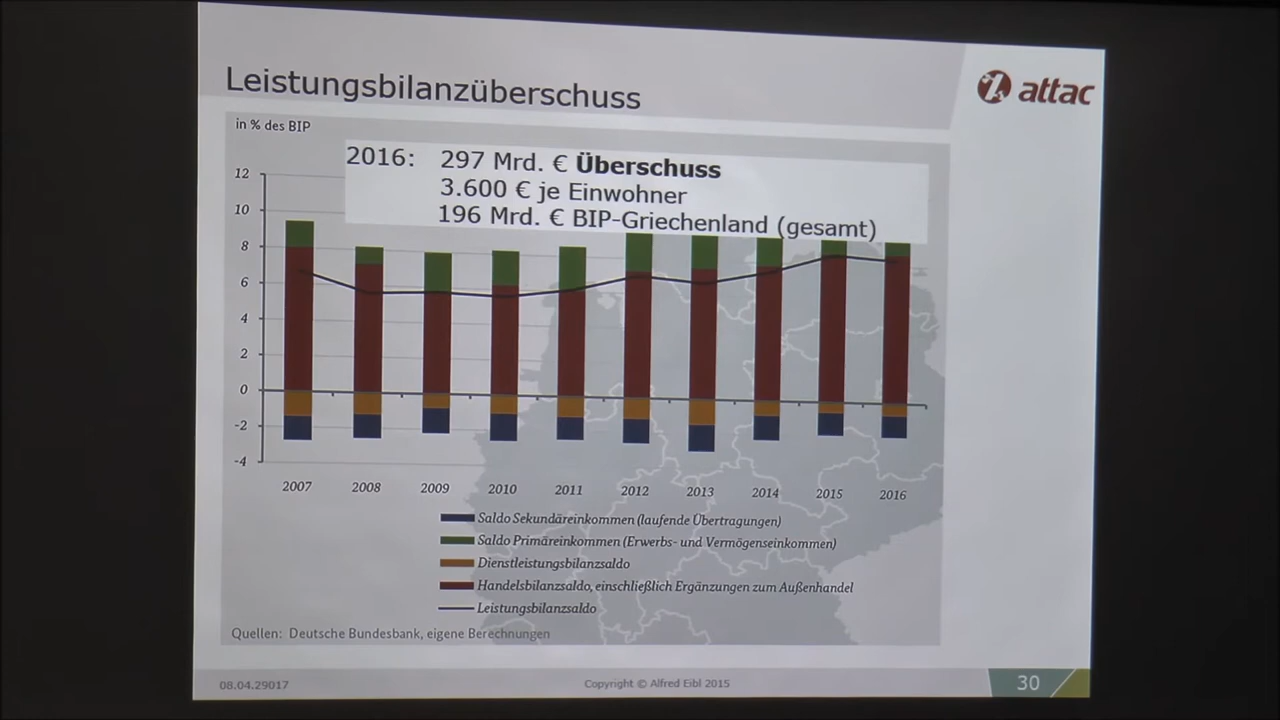 Leistungsbilanzüberschuss
attac
in % des BIP
2016: 297 Mrd. € Überschuss
3.600 € je Einwohner
196 Mrd. € BIP-Griechenland (gesamt)
12
10
8
6
4
2
0
-2
-4
2007 2008 2009 2010 2011 2012 2013 2014 2015 2016
Saldo Sekundäreinkommen (laufende Übertragungen)
Saldo Primäreinkommen (Erwerbs- und Vermögenseinkommen)
Dienstleistungsbilanzsaldo
Handelsbilanzsaldo, einschließlich Ergänzungen zum Außenhandel
Leistungsbilanzsaldo
Quellen: Deutsche Bundesbank, eigene Berechnungen
08.04.29017 Copyright © Alfred Eibl 2015 30